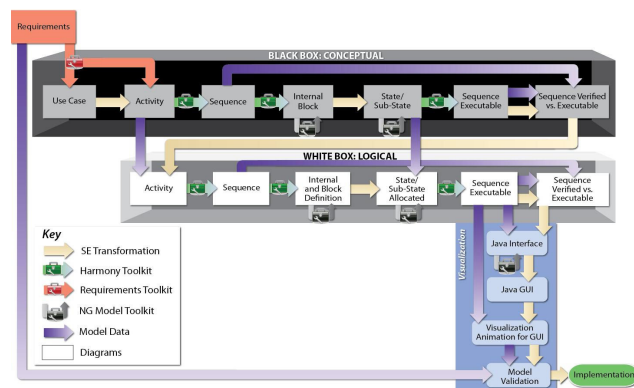 Requirements
BLACK BOX: CONCEPTUAL
Use Case
Activity
Sequence
Internal
Block
State/
Sub-State
Sequence
Executable
Sequence Verified
vs. Executable
WHITE BOX: LOGICAL
Activity
Sequence
Internal
and Block
Definition
State/
Sub-State
Allocated
Sequence
Executable
Sequence
Verified vs.
Executable
Key
SE Transformation
Harmony Toolkit
Requirements Toolkit
NG Model Toolkit
Model Data
Diagrams
Visualization
Java Interface
Java GUI
Visualization
Animation for GUI
Model
Validation
Implementation